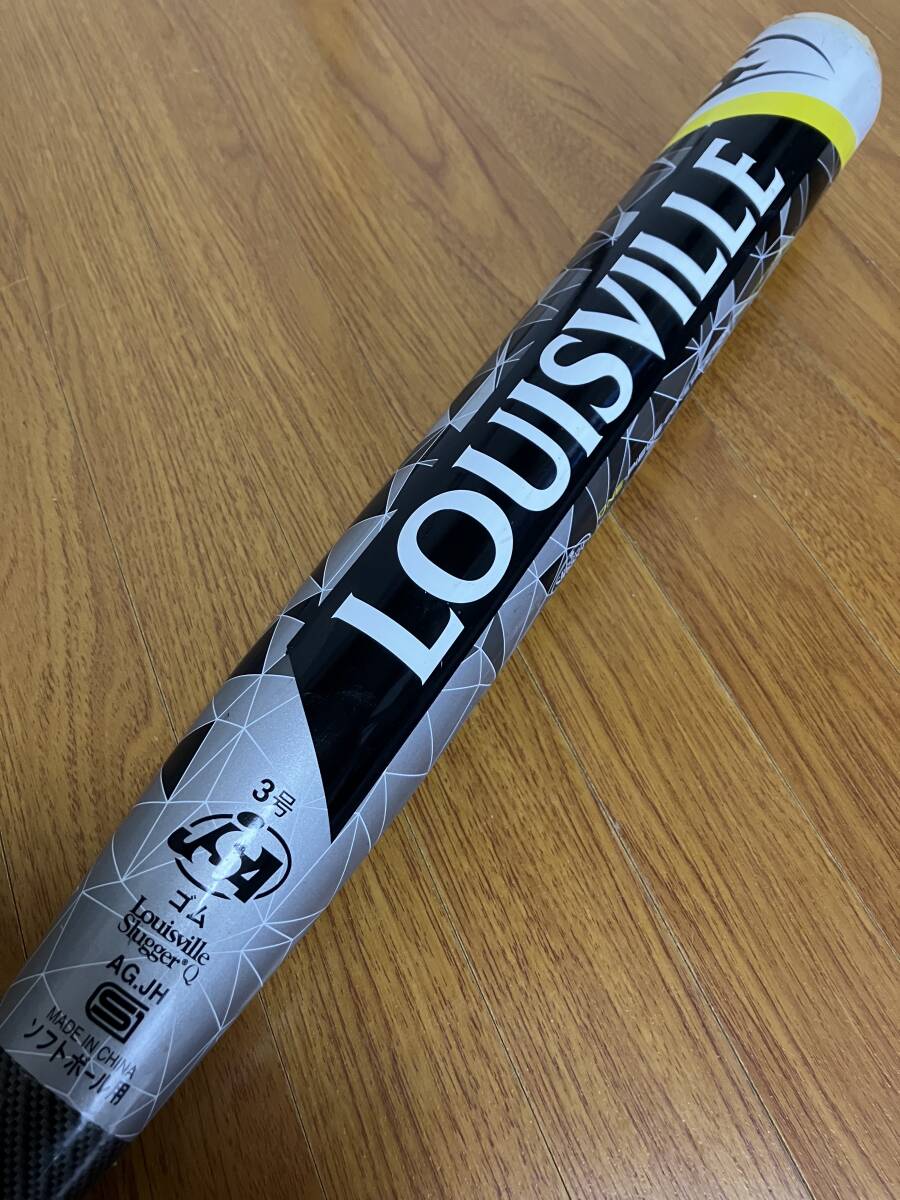 LOUISVILLE
3号
JSA
ゴム
Louisville
Slugger® Q
AG.JH
S1
MADE IN CHINA
ソフトボール用